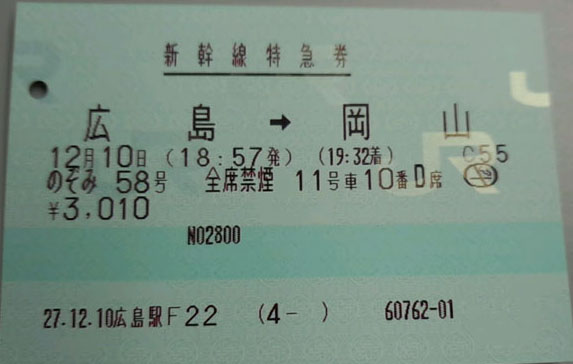 新幹線特急券
広島 → 岡山
12月10日 (18:57発) (19:32着) C55
のぞみ 58号 全席禁煙 11号車10番D席
¥3,010
N02800
27.12.10広島駅F22 (4- ) 60762-01